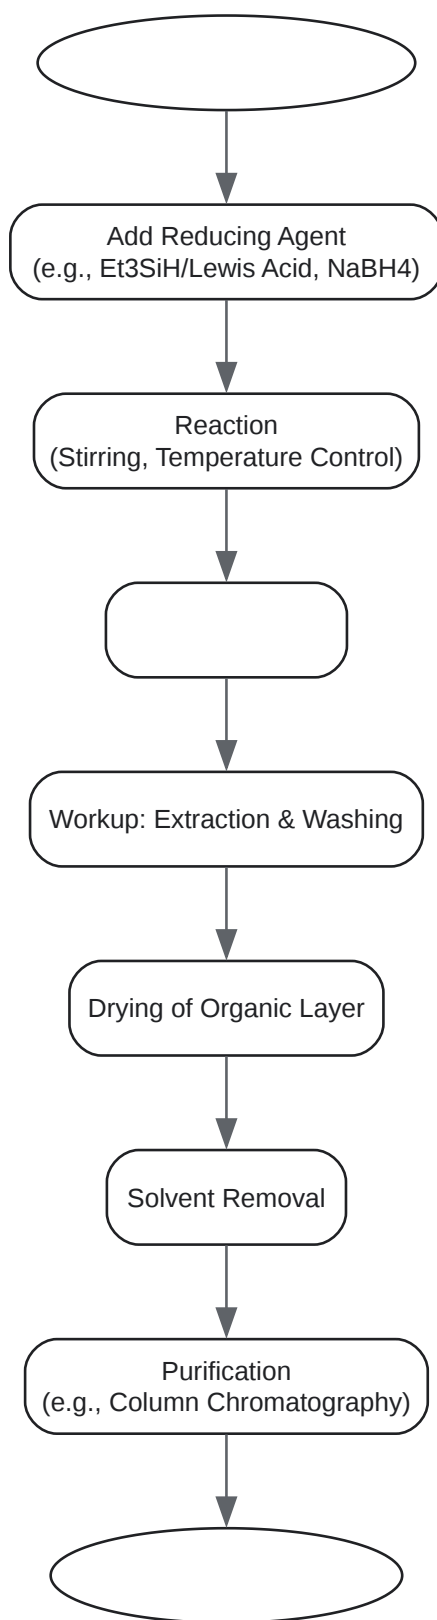 Add Reducing Agent
(e.g., Et3SiH/Lewis Acid, NaBH4)
Reaction
(Stirring, Temperature Control)
Workup: Extraction & Washing
Drying of Organic Layer
Solvent Removal
Purification
(e.g., Column Chromatography)